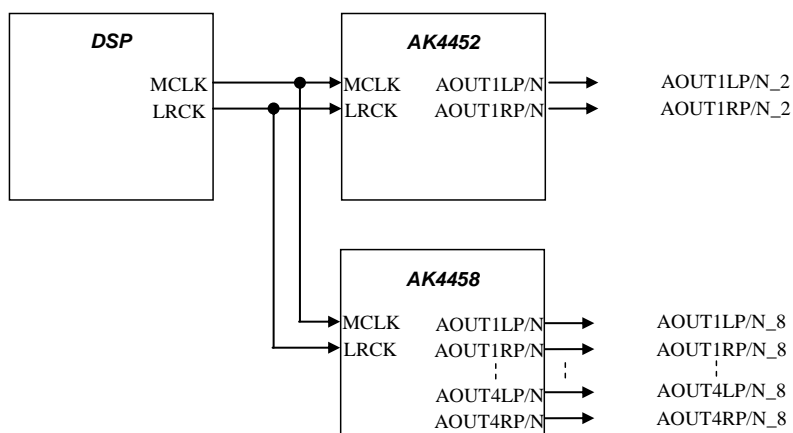 DSP
MCLK
LRCK
AK4452
MCLK AOUT1LP/N
LRCK AOUT1RP/N
AOUT1LP/N_2
AOUT1RP/N_2
AK4458
MCLK AOUT1LP/N
LRCK AOUT1RP/N
AOUT4LP/N
AOUT4RP/N
AOUT1LP/N_8
AOUT1RP/N_8
AOUT4LP/N_8
AOUT4RP/N_8